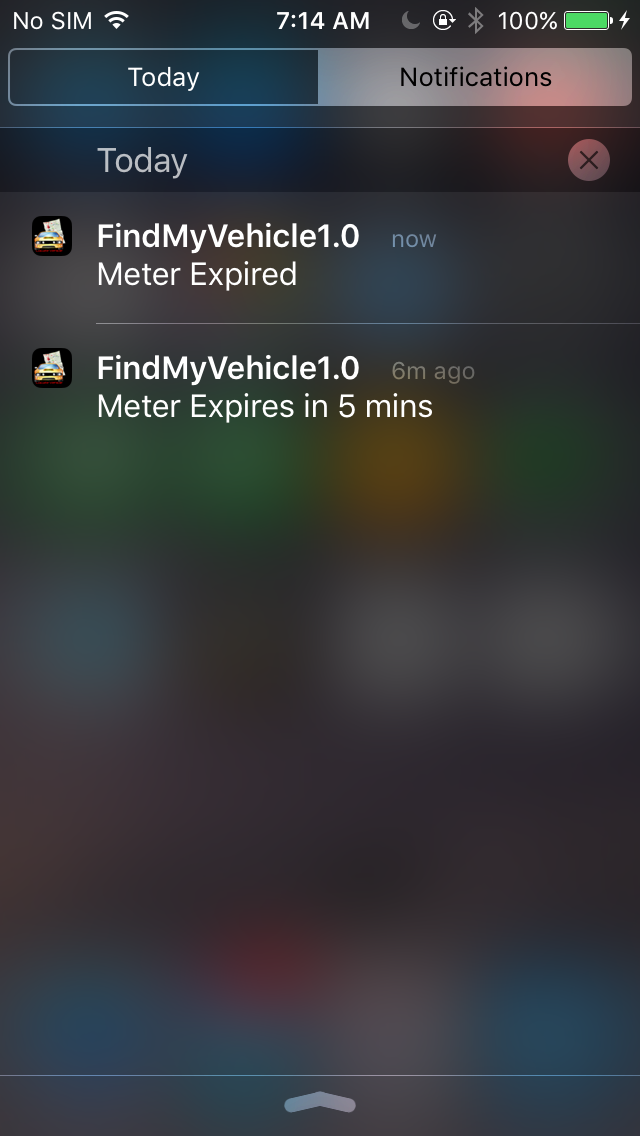 No SIM 7:14 AM 100%
Today Notifications
Today
FindMyVehicle1.0 now
Meter Expired
FindMyVehicle1.0 6m ago
Meter Expires in 5 mins